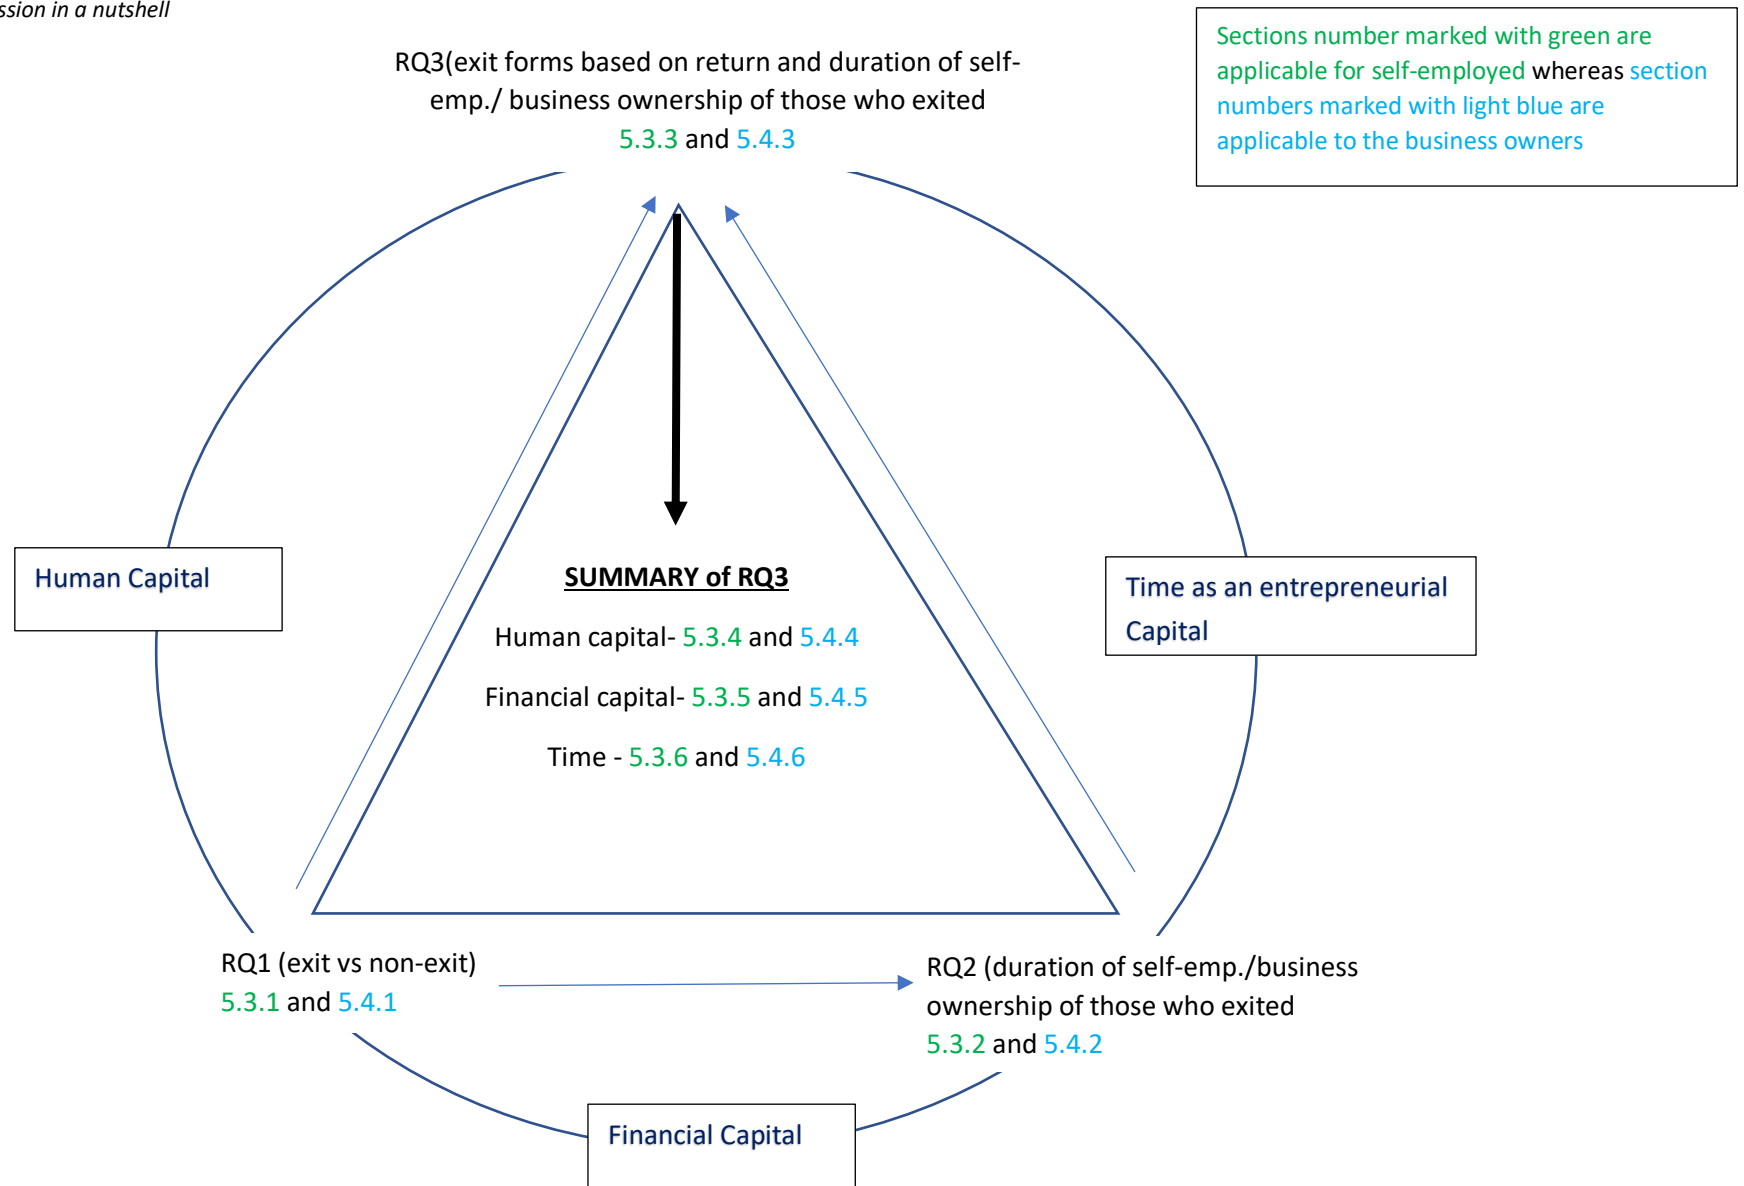 ssion in a nutshell
Sections number marked with green are
applicable for self-employed whereas section
numbers marked with light blue are
applicable to the business owners
RQ3(exit forms based on return and duration of self-
emp./ business ownership of those who exited
5.3.3 and 5.4.3
Human Capital
Time as an entrepreneurial
Capital
SUMMARY of RQ3
Human capital- 5.3.4 and 5.4.4
Financial capital- 5.3.5 and 5.4.5
Time - 5.3.6 and 5.4.6
RQ1 (exit vs non-exit)
5.3.1 and 5.4.1
RQ2 (duration of self-emp./business
ownership of those who exited
5.3.2 and 5.4.2
Financial Capital